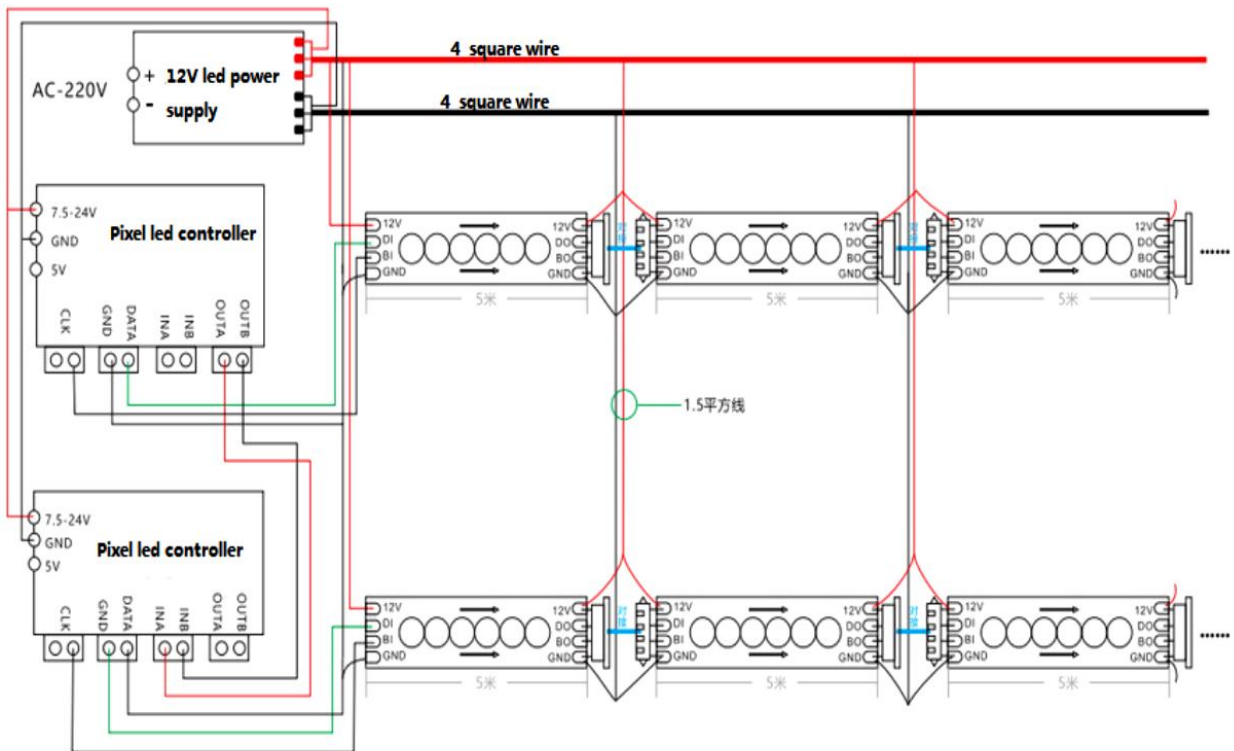 4 square wire
AC-220V
+ 12V led power
- supply
4 square wire
7.5-24V
GND
5V
Pixel led controller
CLK
GND
DATA
INA
INB
OUTA
OUTB
12V
DI
BI
GND
12V
DO
BO
GND
5米
12V
DI
BI
GND
12V
DO
BO
GND
5米
12V
DI
BI
GND
12V
DO
BO
GND
5米
......
1.5平方线
7.5-24V
GND
5V
Pixel led controller
CLK
GND
DATA
INA
INB
OUTA
OUTB
12V
DI
BI
GND
12V
DO
BO
GND
5米
12V
DI
BI
GND
12V
DO
BO
GND
5米
12V
DI
BI
GND
12V
DO
BO
GND
5米
......